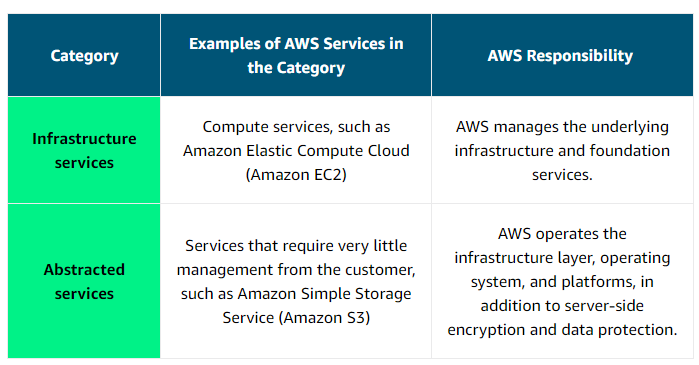 Category
Examples of AWS Services in
the Category
AWS Responsibility
Infrastructure
services
Compute services, such as
Amazon Elastic Compute Cloud
(Amazon EC2)
AWS manages the underlying
infrastructure and foundation
services.
Abstracted
services
Services that require very little
management from the customer,
such as Amazon Simple Storage
Service (Amazon S3)
AWS operates the
infrastructure layer, operating
system, and platforms, in
addition to server-side
encryption and data protection.